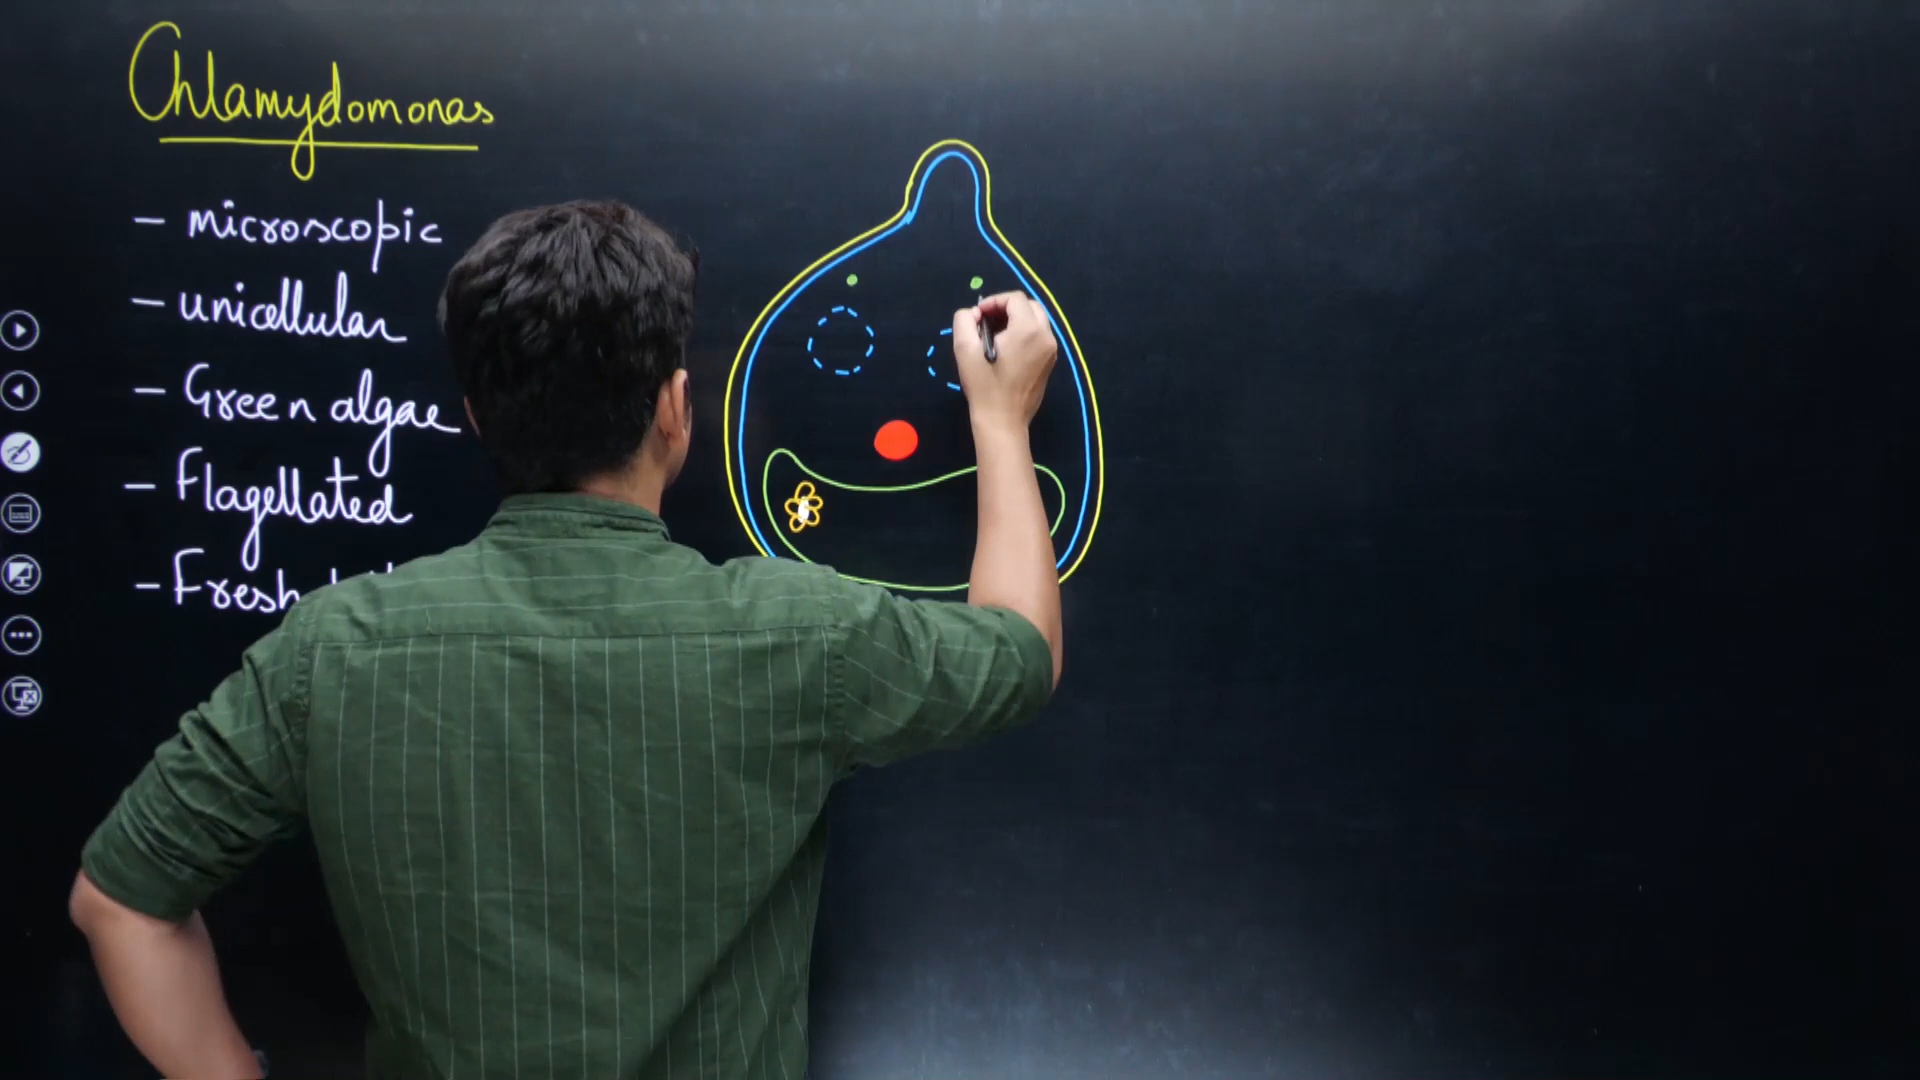 Chlamydomonas
- microscopic
- unicellular
- Green algae
- Flagellated
- Fresh